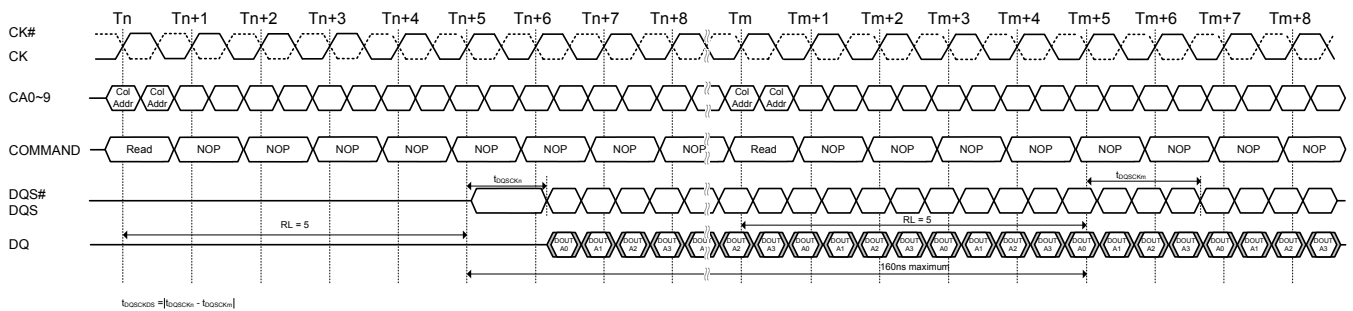 Tn Tn+1 Tn+2 Tn+3 Tn+4 Tn+5 Tn+6 Tn+7 Tn+8 Tm Tm+1 Tm+2 Tm+3 Tm+4 Tm+5 Tm+6 Tm+7 Tm+8
CK#
CK
CA0~9
Col Col Col Col
Addr Addr Addr Addr
COMMAND Read NOP NOP NOP NOP NOP NOP NOP NOP Read NOP NOP NOP NOP NOP NOP NOP NOP
tDQSCKn tDQSCKm
DQS#
DQS
RL = 5 RL = 5
DQ
DOUT DOUT DOUT DOUT DOUT DOUT DOUT DOUT DOUT DOUT DOUT DOUT DOUT DOUT DOUT DOUT DOUT DOUT DOUT DOUT DOUT DOUT
A0 A1 A2 A3 A2 A3 A0 A1 A2 A3 A0 A1 A2 A3 A0 A1 A2 A3 A0 A1 A2 A3
160ns maximum
tDQSCKDS =|tDQSCKn - tDQSCKm|